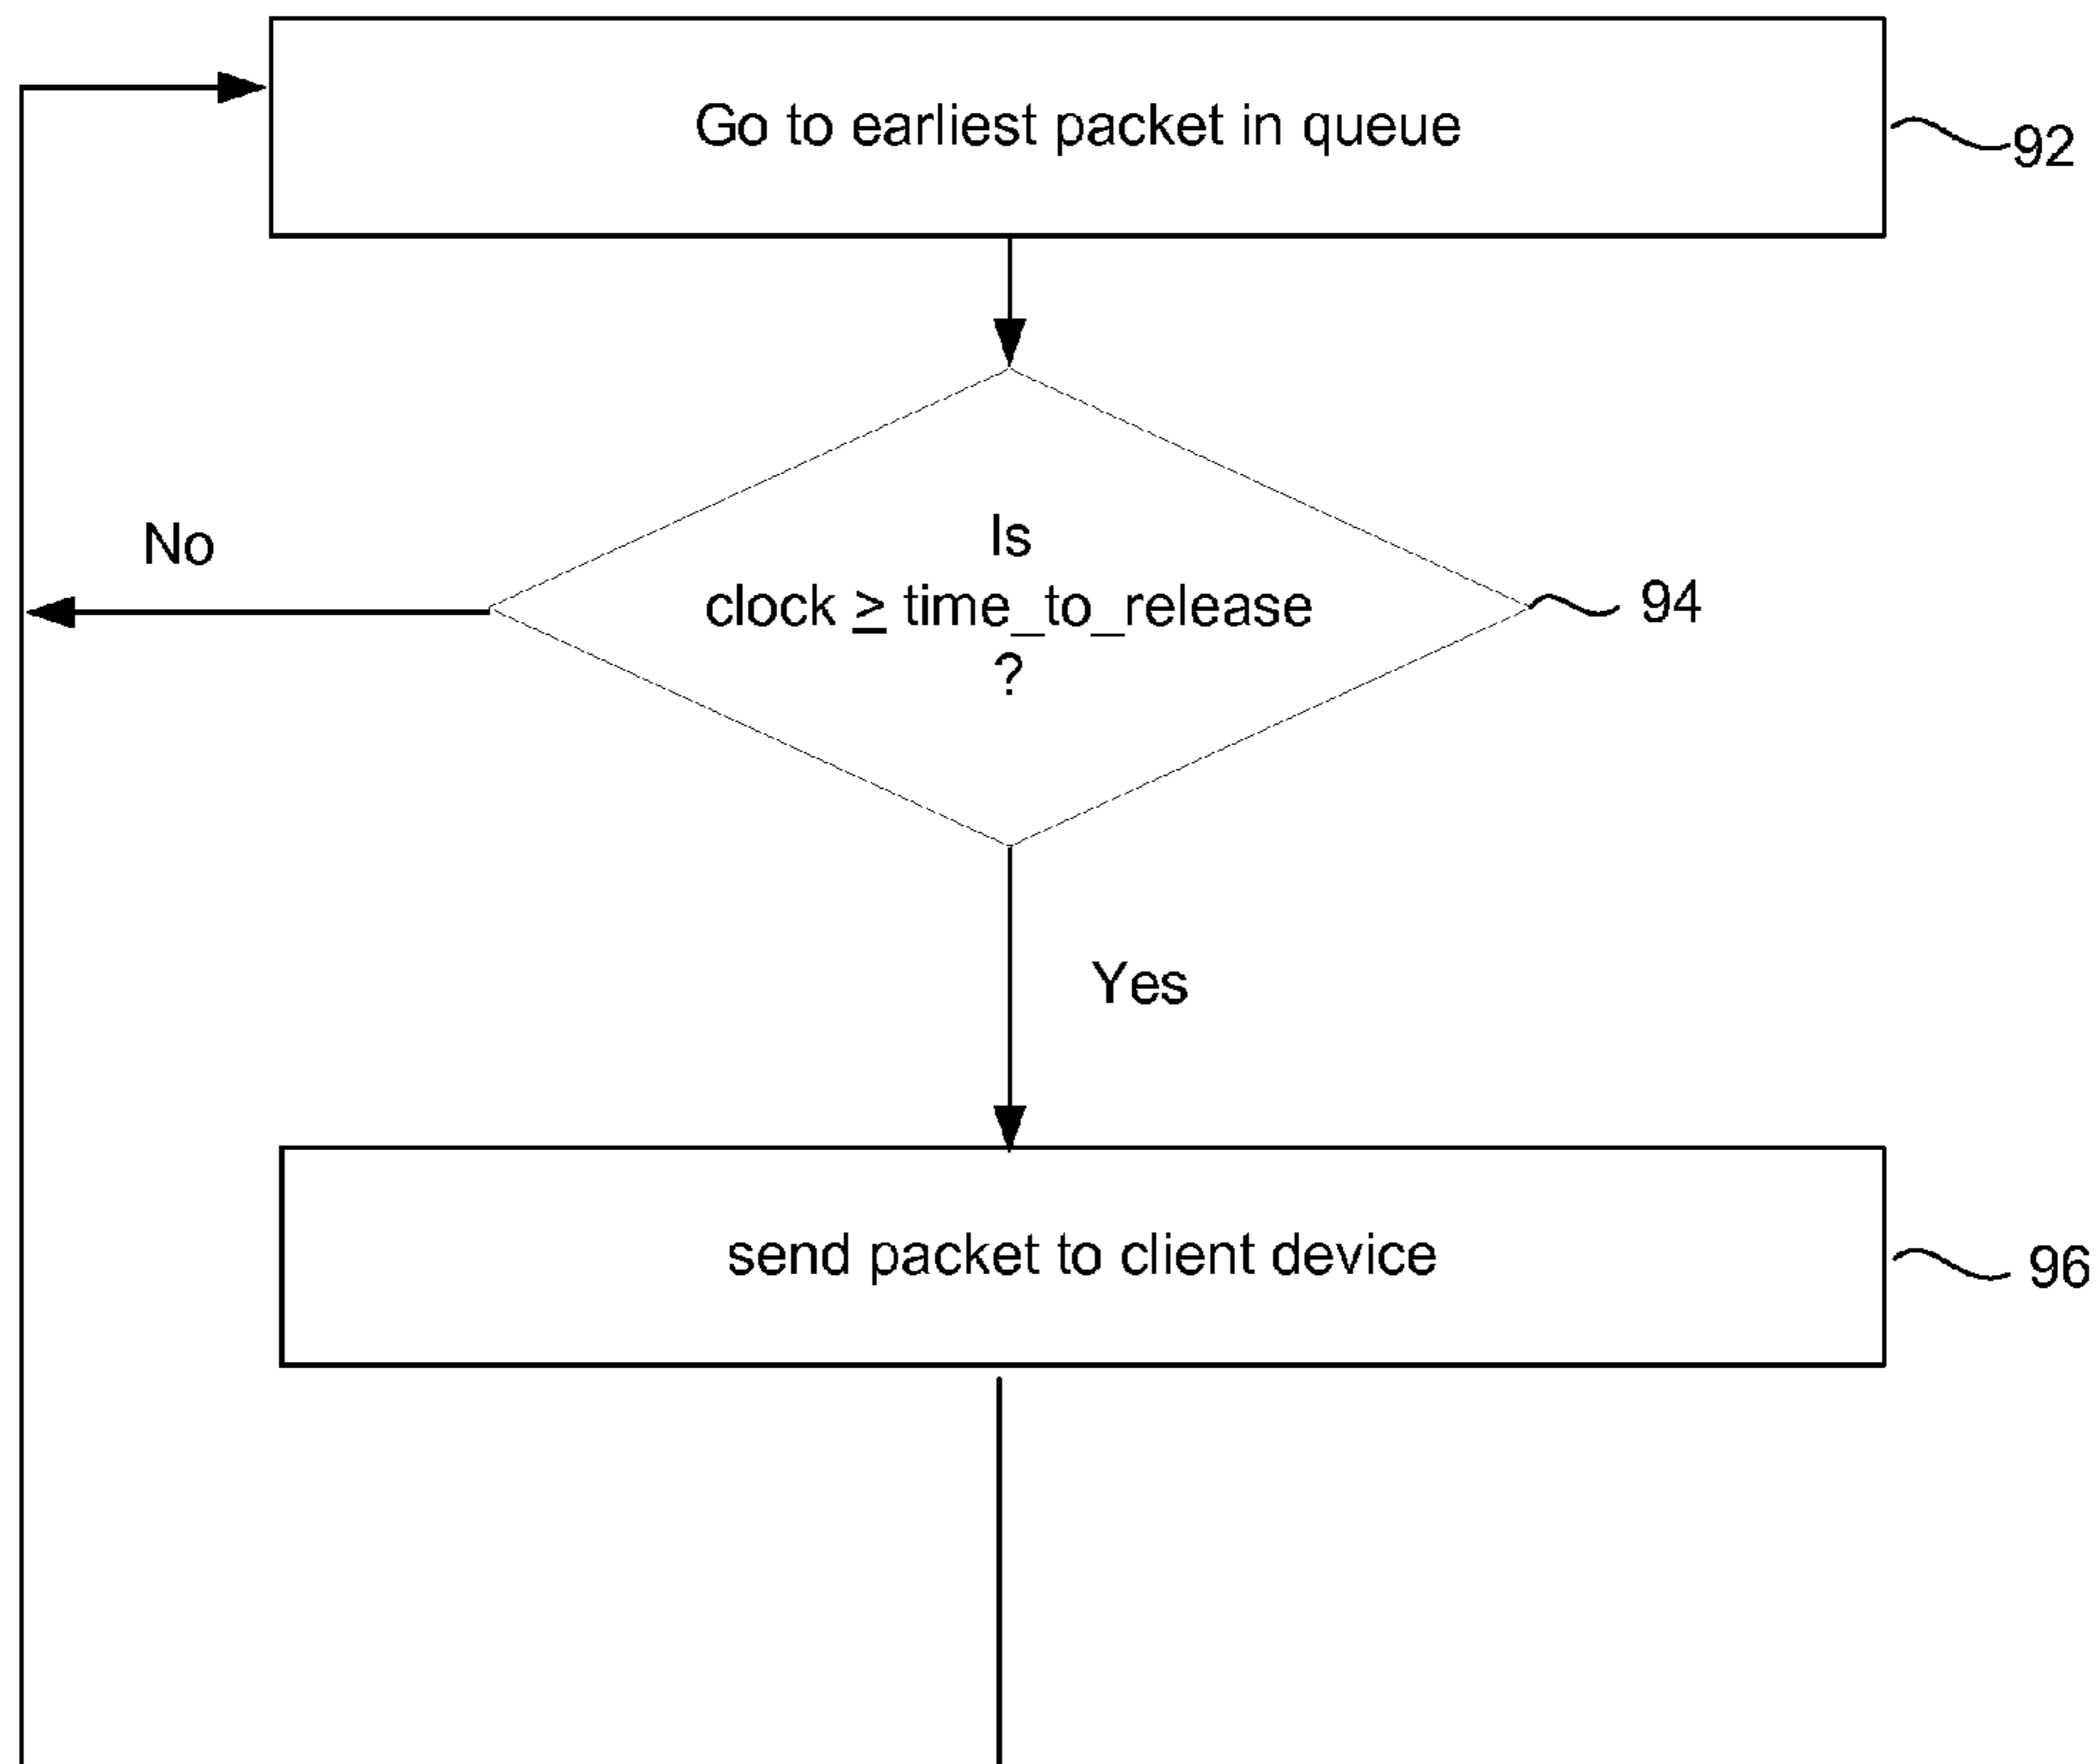 Go to earliest packet in queue
92
Is
clock ≥ time_to_release
?
94
No
Yes
send packet to client device
96